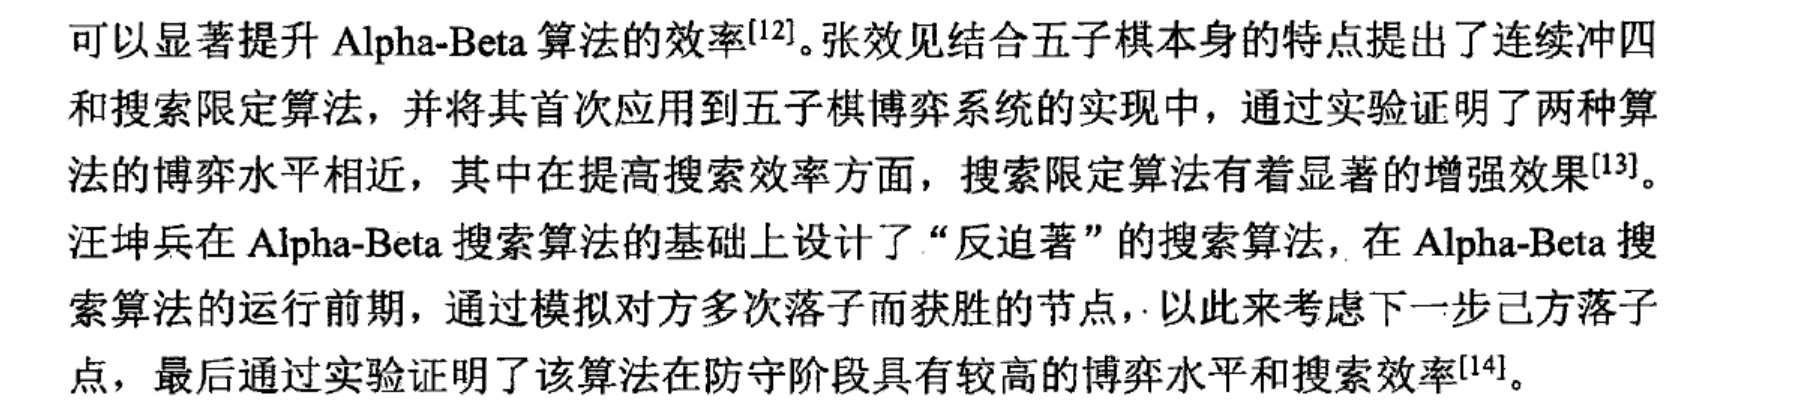 可以显著提升 Alpha-Beta 算法的效率[12]。张效见结合五子棋本身的特点提出了连续冲四
和搜索限定算法，并将其首次应用到五子棋博弈系统的实现中，通过实验证明了两种算
法的博弈水平相近，其中在提高搜索效率方面，搜索限定算法有着显著的增强效果[13]。
汪坤兵在 Alpha-Beta 搜索算法的基础上设计了“反迫著”的搜索算法，在 Alpha-Beta 搜
索算法的运行前期，通过模拟对方多次落子而获胜的节点，以此来考虑下一步己方落子
点，最后通过实验证明了该算法在防守阶段具有较高的博弈水平和搜索效率[14]。